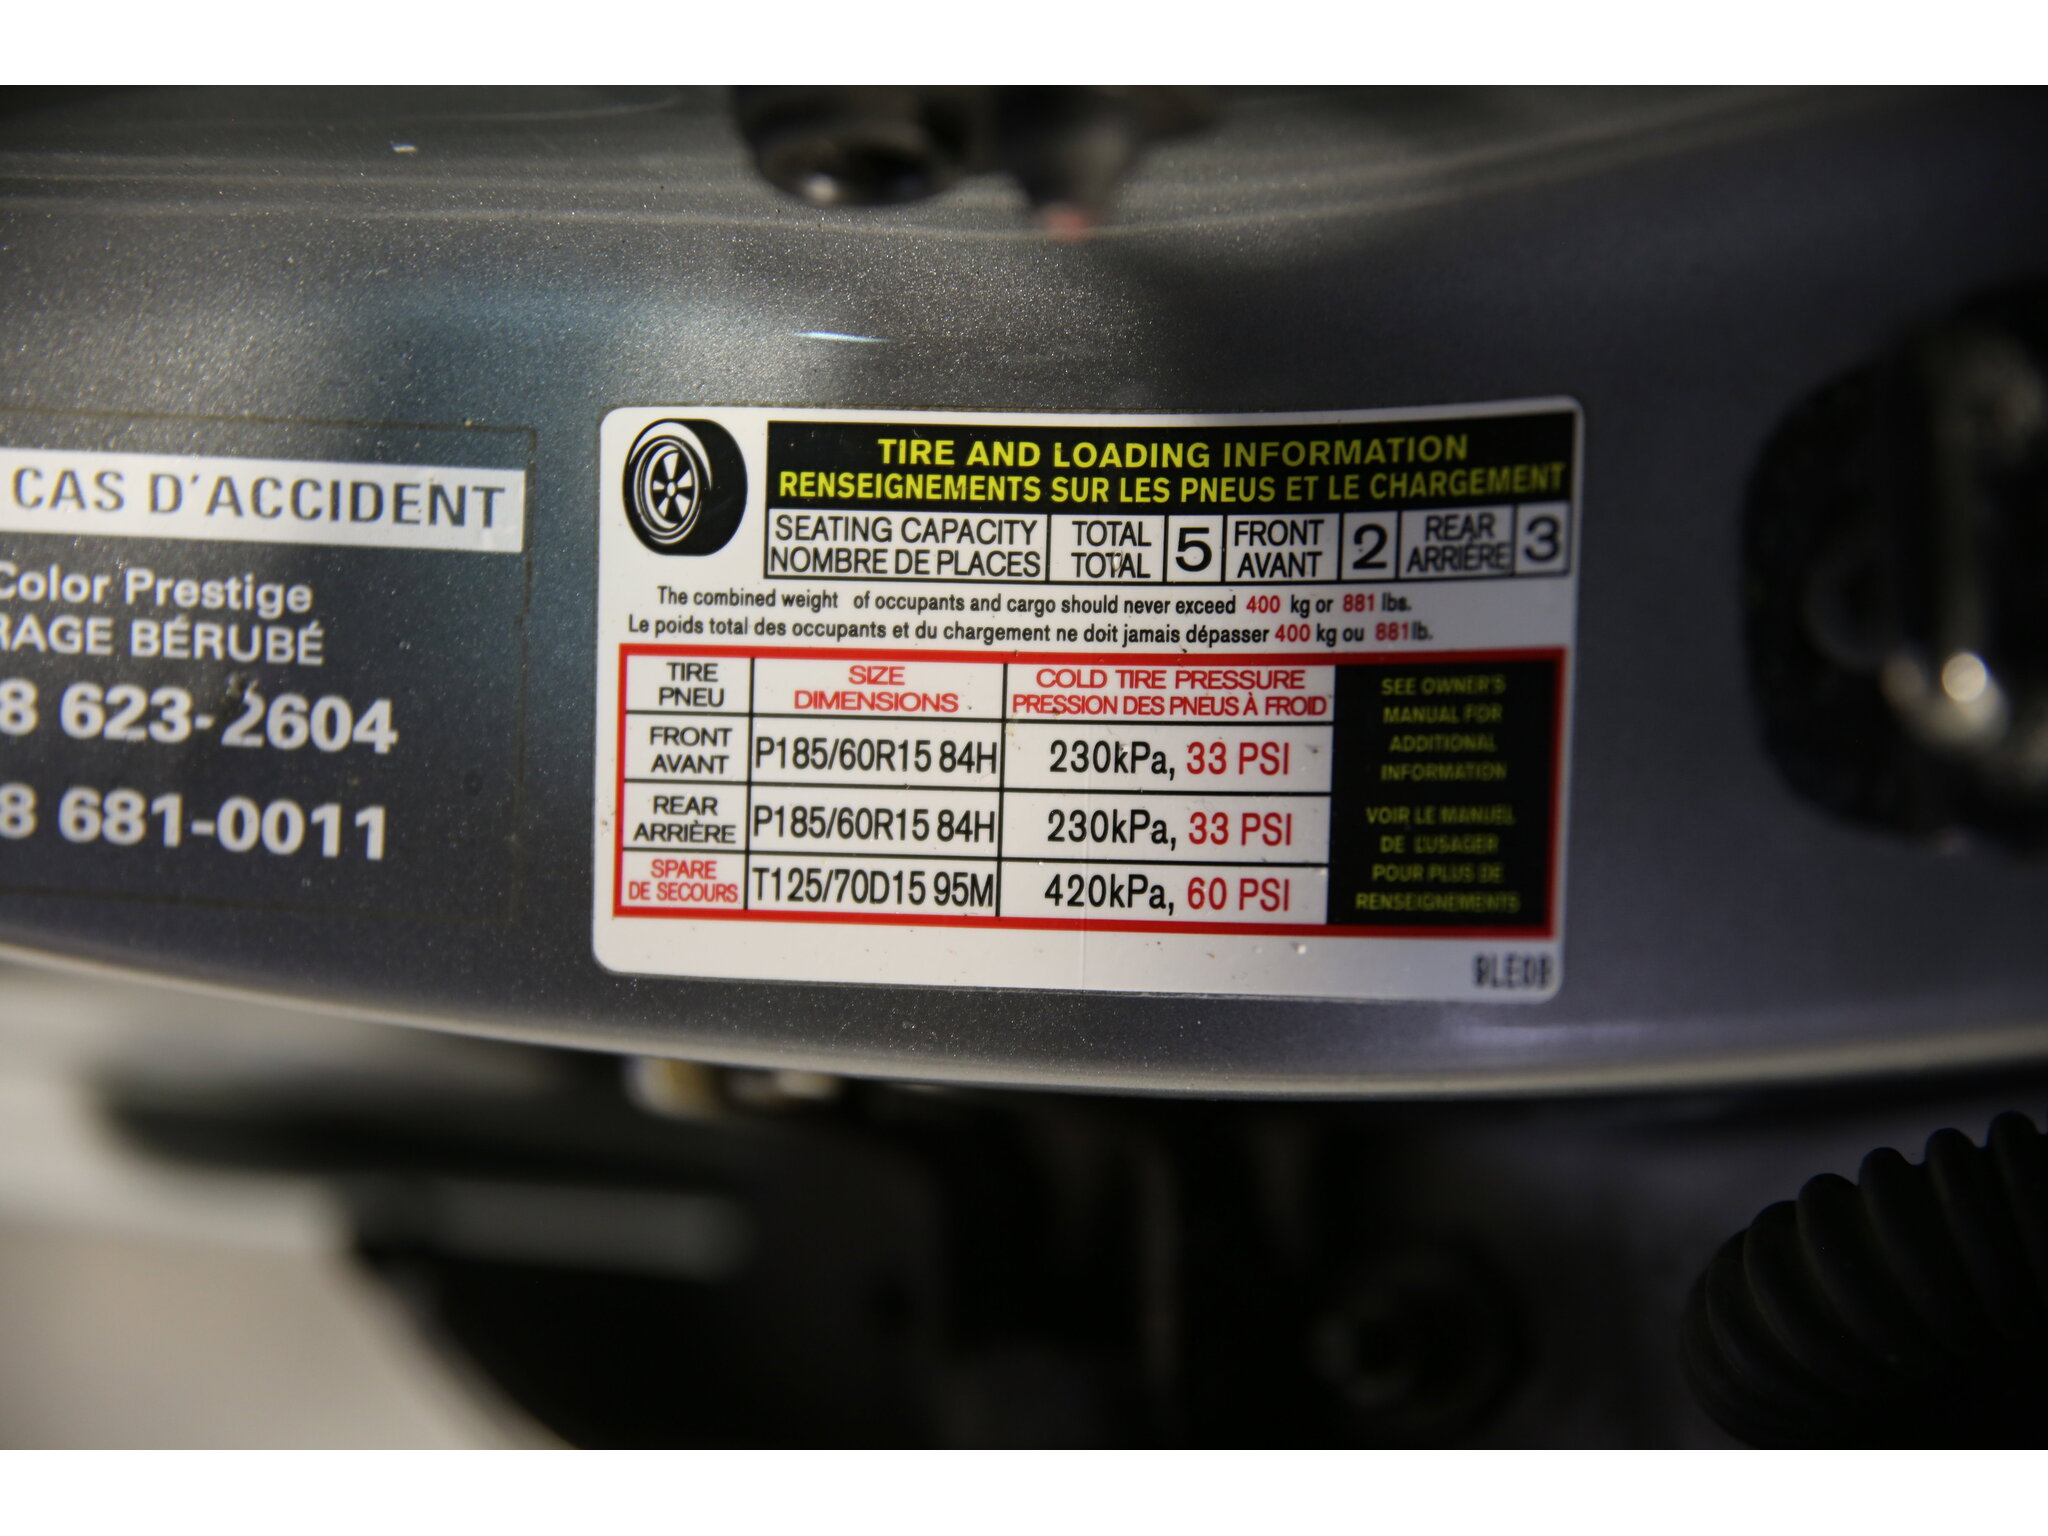 CAS D'ACCIDENT
Color Prestige
RAGE BÉRUBÉ
8 623-2604
8 681-0011
TIRE AND LOADING INFORMATION
RENSEIGNEMENTS SUR LES PNEUS ET LE CHARGEMENT
SEATING CAPACITY TOTAL 5 FRONT 2 REAR 3
NOMBRE DE PLACES TOTAL AVANT ARRIÈRE
The combined weight of occupants and cargo should never exceed 400 kg or 881 lbs.
Le poids total des occupants et du chargement ne doit jamais dépasser 400 kg ou 881 lb.
TIRE SIZE COLD TIRE PRESSURE
PNEU DIMENSIONS PRESSION DES PNEUS À FROID
FRONT
AVANT P185/60R15 84H 230kPa, 33 PSI
REAR
ARRIÈRE P185/60R15 84H 230kPa, 33 PSI
SPARE
DE SECOURS T125/70D15 95M 420kPa, 60 PSI
SEE OWNER'S
MANUAL FOR
ADDITIONAL
INFORMATION
VOIR LE MANUEL
DE L'USAGER
POUR PLUS DE
RENSEIGNEMENTS